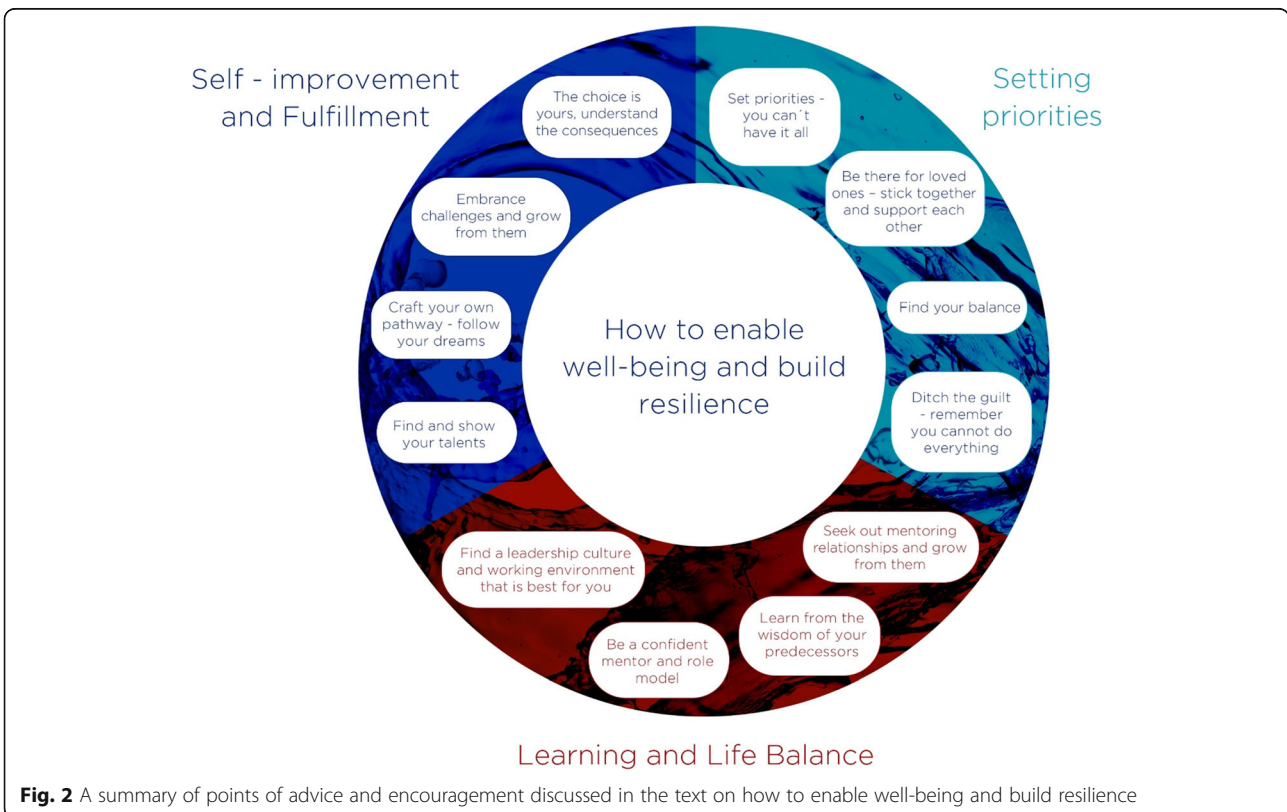 Self - improvement
and Fulfillment
Setting
priorities
The choice is
yours, understand
the consequences
Set priorities -
you can´t
have it all
Be there for loved
ones – stick together
and support each
other
Embrance
challenges and grow
from them
Find your balance
Craft your own
pathway - follow
your dreams
How to enable
well-being and build
resilience
Ditch the guilt
- remember
you cannot do
everything
Find and show
your talents
Seek out mentoring
relationships and grow
from them
Find a leadership culture
and working environment
that is best for you
Learn from the
wisdom of your
predecessors
Be a confident
mentor and role
model
Learning and Life Balance
Fig. 2 A summary of points of advice and encouragement discussed in the text on how to enable well-being and build resilience